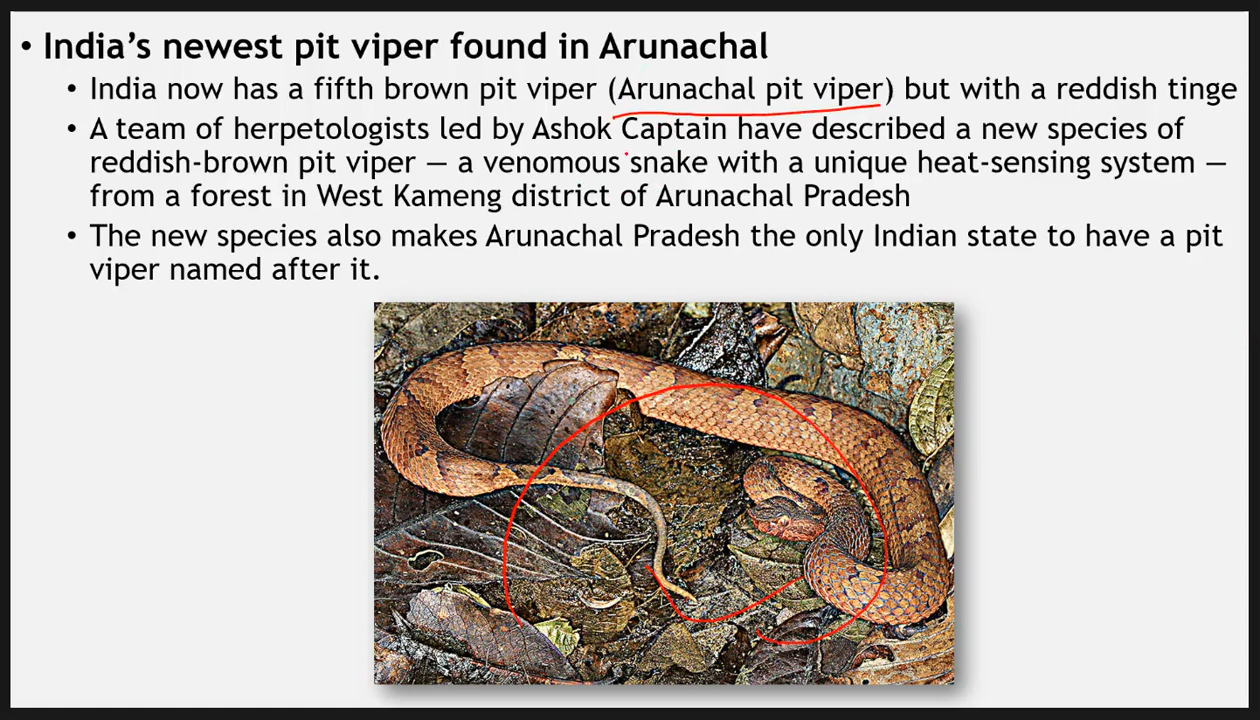 • India’s newest pit viper found in Arunachal
• India now has a fifth brown pit viper (Arunachal pit viper) but with a reddish tinge
• A team of herpetologists led by Ashok Captain have described a new species of
reddish-brown pit viper — a venomous snake with a unique heat-sensing system —
from a forest in West Kameng district of Arunachal Pradesh
• The new species also makes Arunachal Pradesh the only Indian state to have a pit
viper named after it.